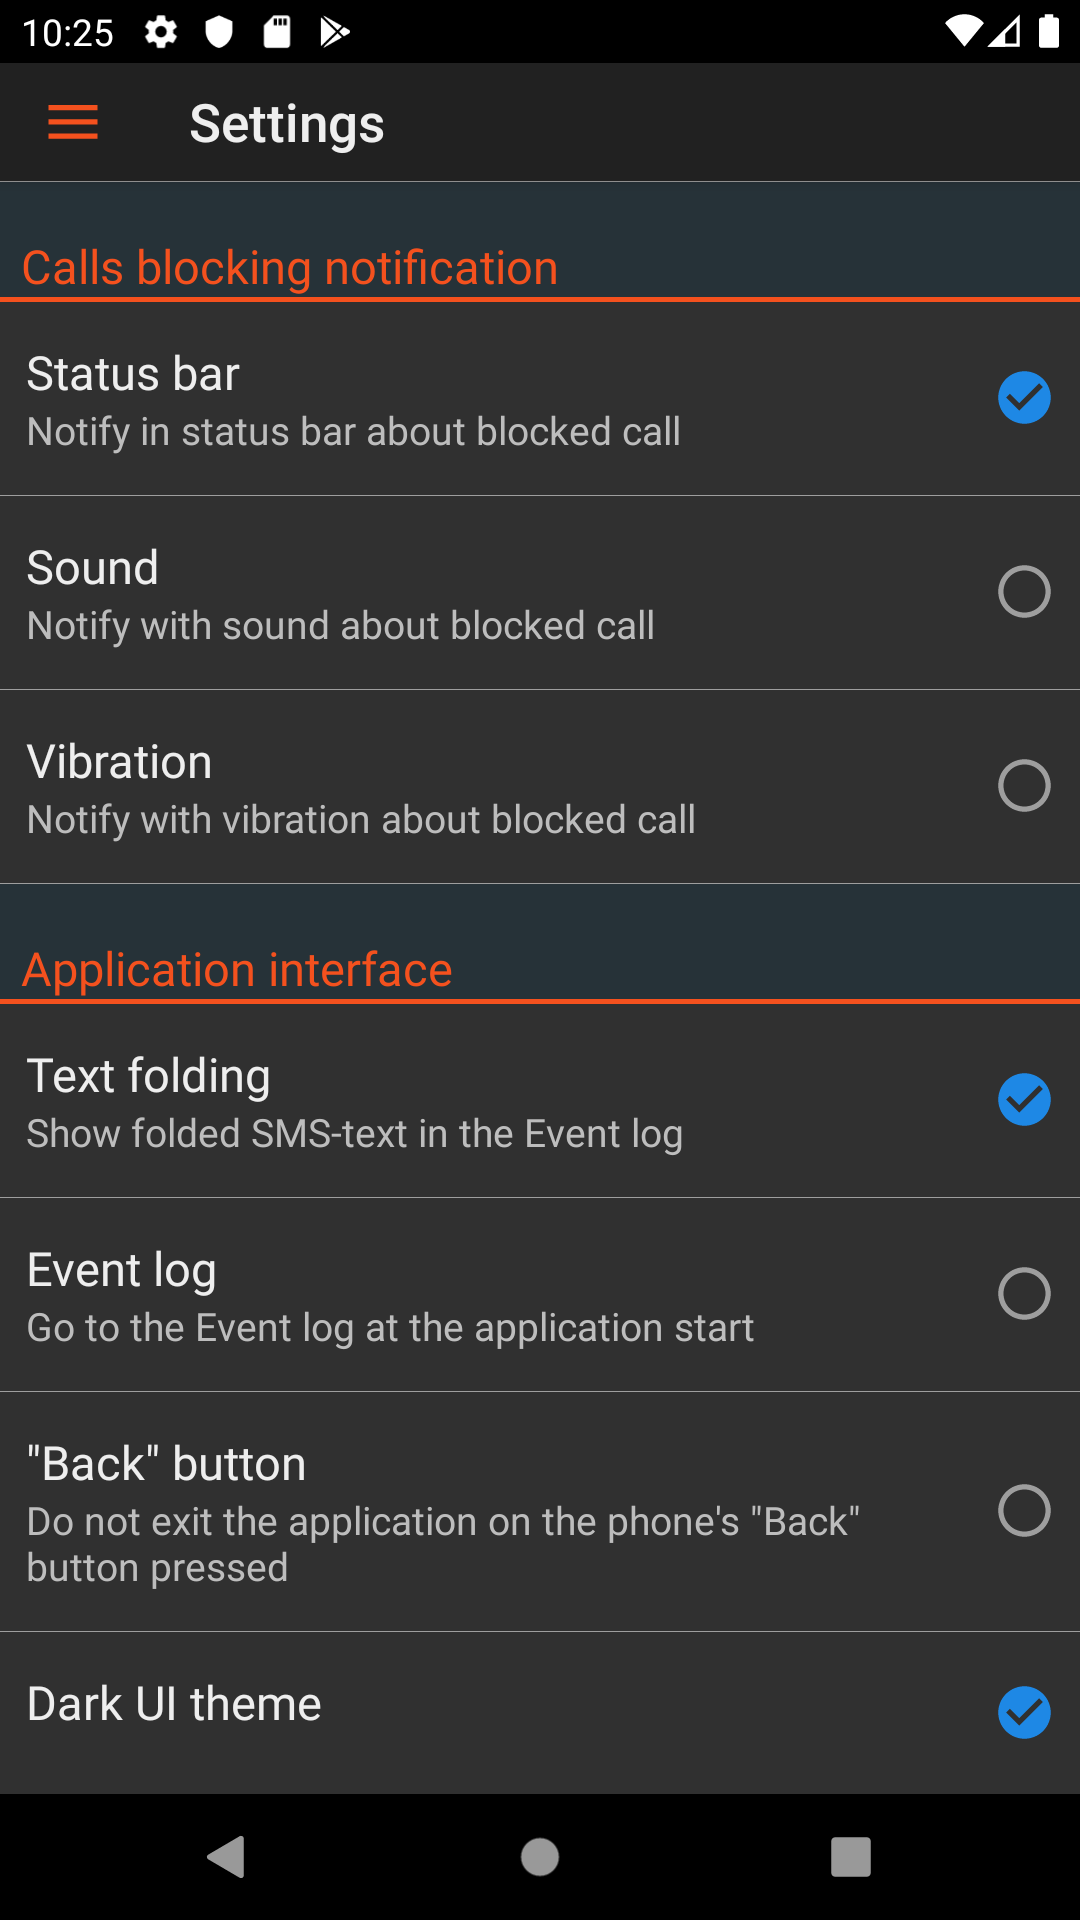 10:25
Settings
Calls blocking notification
Status bar
Notify in status bar about blocked call
Sound
Notify with sound about blocked call
Vibration
Notify with vibration about blocked call
Application interface
Text folding
Show folded SMS-text in the Event log
Event log
Go to the Event log at the application start
"Back" button
Do not exit the application on the phone's "Back"
button pressed
Dark UI theme